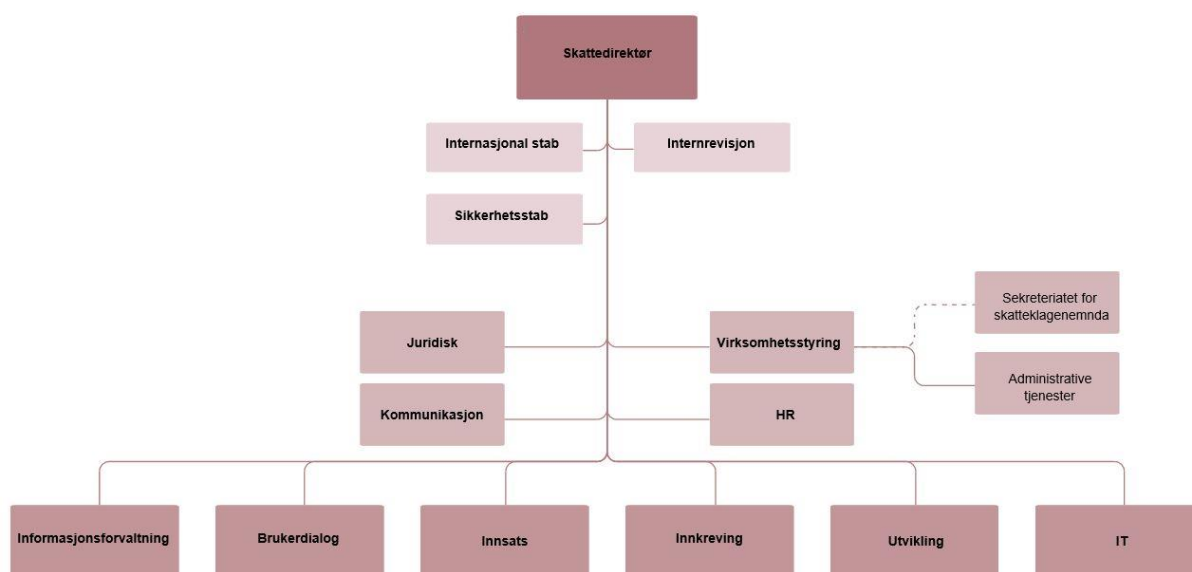 Skattedirektør
Internasjonal stab
Internrevisjon
Sikkerhetsstab
Sekreteriatet for
skatteklagenemnda
Juridisk
Virksomhetsstyring
Administrative
tjenester
Kommunikasjon
HR
Informasjonsforvaltning
Brukerdialog
Innsats
Innkreving
Utvikling
IT